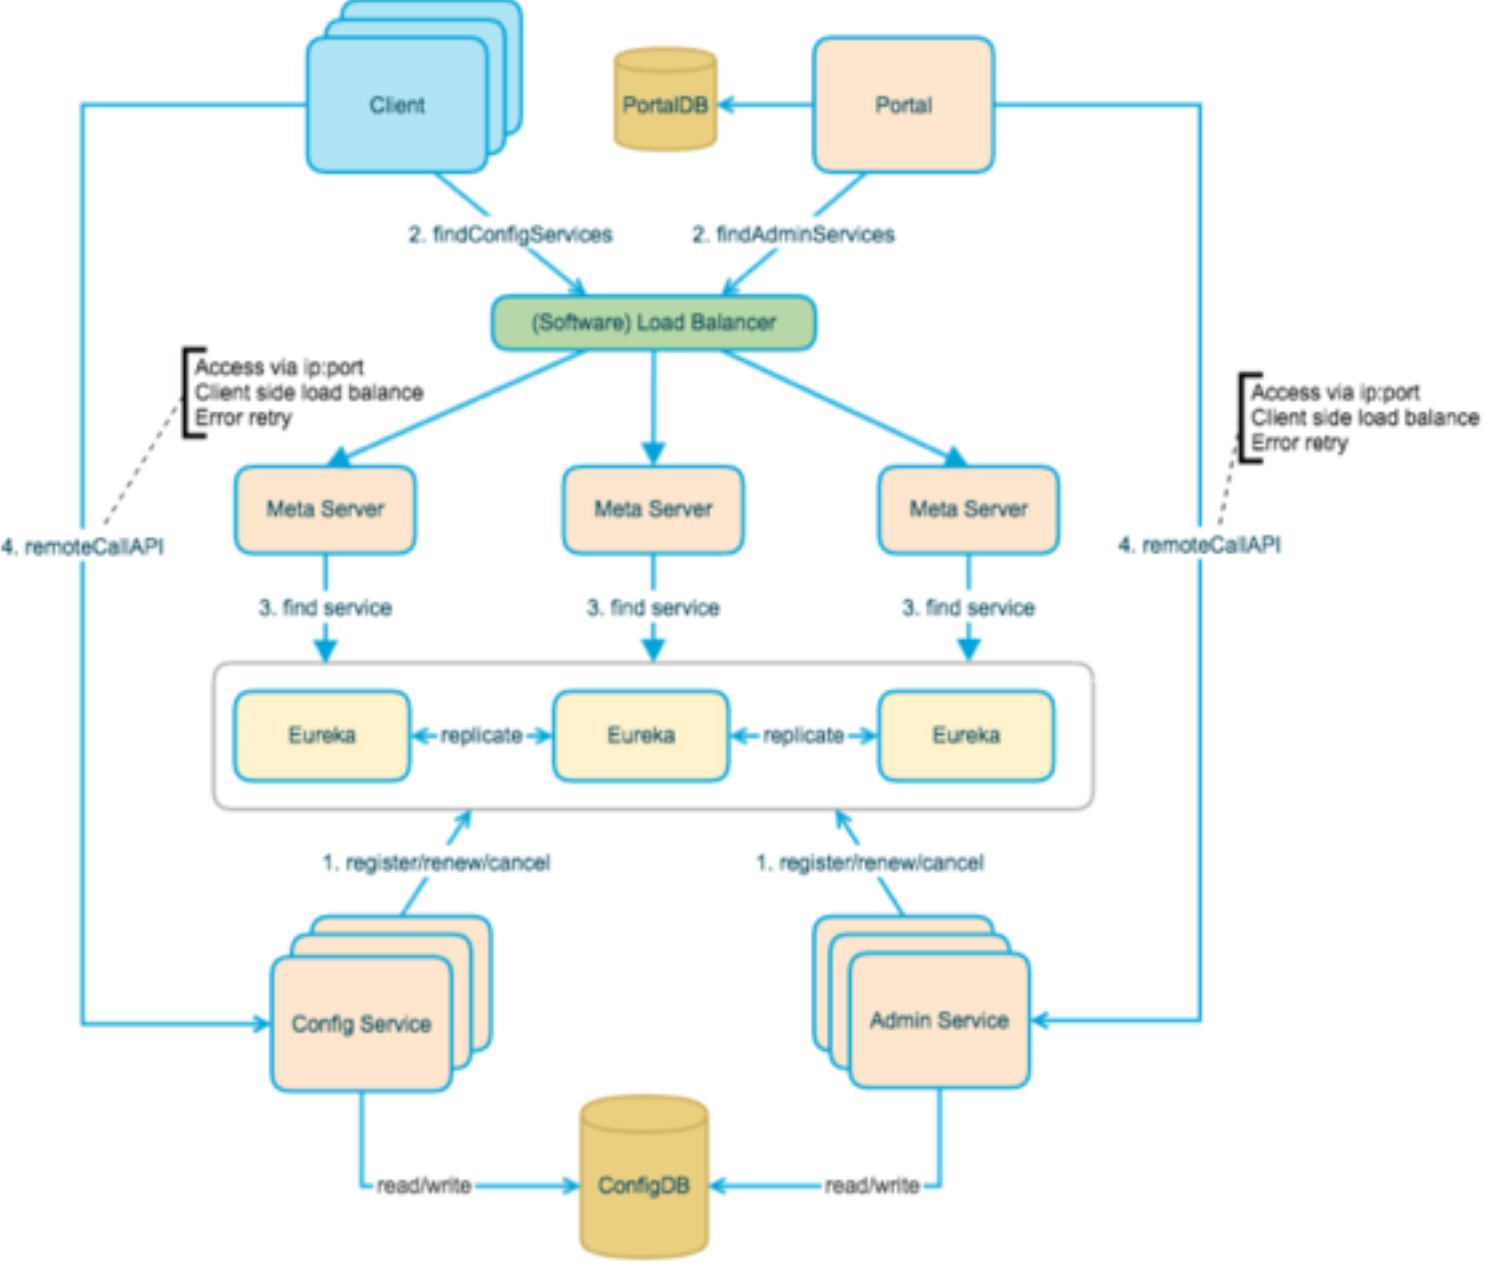 Client
PortalDB
Portal
2. findConfigServices
2. findAdminServices
(Software) Load Balancer
Access via ip:port
Client side load balance
Error retry
Access via ip:port
Client side load balance
Error retry
Meta Server
Meta Server
Meta Server
4. remoteCallAPI
4. remoteCallAPI
3. find service
3. find service
3. find service
Eureka
replicate
Eureka
replicate
Eureka
1. register/renew/cancel
1. register/renew/cancel
Config Service
Admin Service
read/write
ConfigDB
read/write